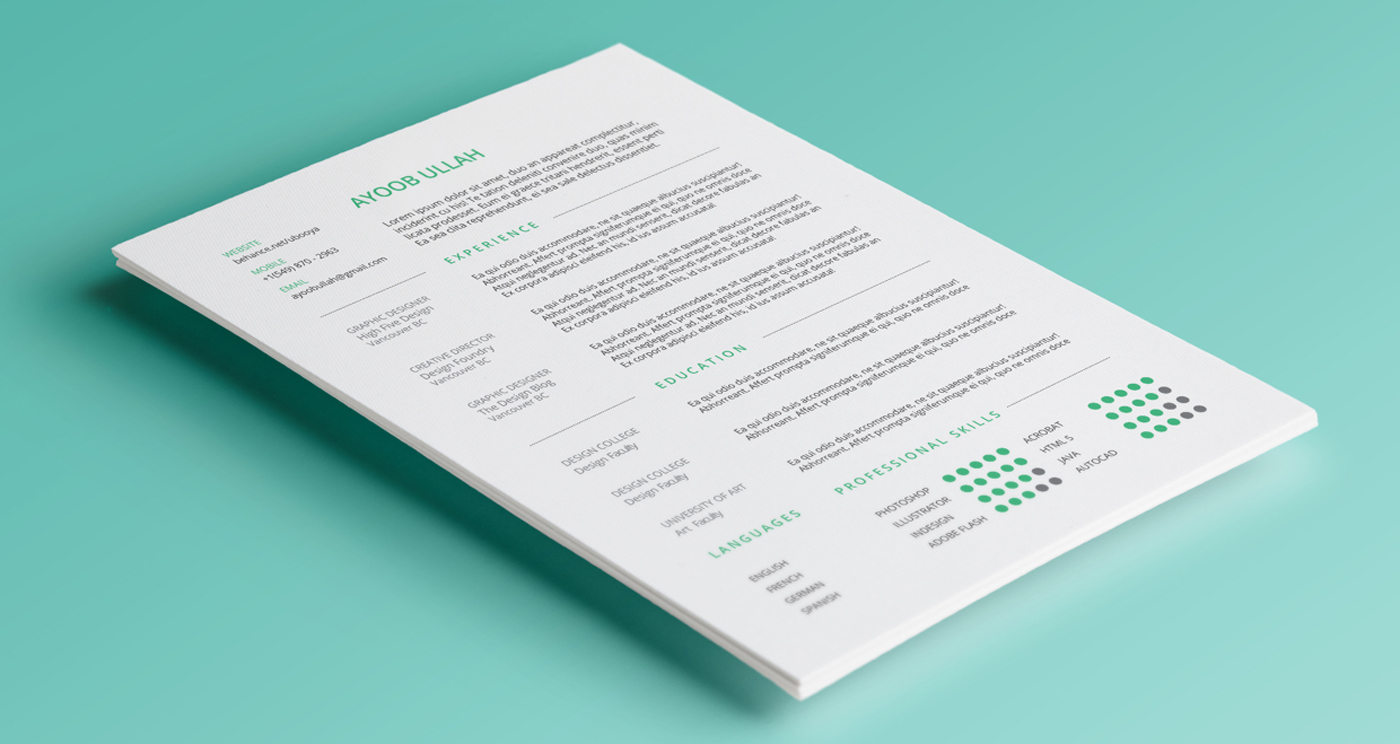 AYOOB ULLAH
Lorem ipsum dolor sit amet, duo an appareat complectitur,
inciderint cu his! Te tation deleniti convenire duo, quas minim
licata prodesset. Eum ei graece tritani hendrerit, essent perti
Ea sea dita reprehendunt, ei sea sale delectus dissentiet.
WEBSITE
behance.net/ubooya
MOBILE
+1(549) 870 - 2963
EMAIL
ayoobullah@gmail.com
EXPERIENCE
GRAPHIC DESIGNER
High Five Design
Vancouver BC
Ea qui odio duis accommodare, ne sit quaeque albucius suscipiantur!
Abhorreant. Affert prompta signiferumque ei qui, quo ne omnis doce
Atqui neglegentur ad. Nec an mundi senserit, dicat decore fabulas an
Ex corpora adipisci eleifend his, id ius assum accusata!
CREATIVE DIRECTOR
Design Foundry
Vancouver BC
Ea qui odio duis accommodare, ne sit quaeque albucius suscipiantur!
Abhorreant. Affert prompta signiferumque ei qui, quo ne omnis doce
Atqui neglegentur ad. Nec an mundi senserit, dicat decore fabulas an
Ex corpora adipisci eleifend his, id ius assum accusata!
GRAPHIC DESIGNER
The Design Blog
Vancouver BC
Ea qui odio duis accommodare, ne sit quaeque albucius suscipiantur!
Abhorreant. Affert prompta signiferumque ei qui, quo ne omnis doce
Atqui neglegentur ad. Nec an mundi senserit, dicat decore fabulas an
Ex corpora adipisci eleifend his, id ius assum accusata!
EDUCATION
DESIGN COLLEGE
Design Faculty
Ea qui odio duis accommodare, ne sit quaeque albucius suscipiantur!
Abhorreant. Affert prompta signiferumque ei qui, quo ne omnis doce
DESIGN COLLEGE
Design Faculty
Ea qui odio duis accommodare, ne sit quaeque albucius suscipiantur!
Abhorreant. Affert prompta signiferumque ei qui, quo ne omnis doce
UNIVERSITY OF ART
Art Faculty
Ea qui odio duis accommodare, ne sit quaeque albucius suscipiantur!
Abhorreant. Affert prompta signiferumque ei qui, quo ne omnis doce
LANGUAGES
ENGLISH
FRENCH
GERMAN
SPANISH
PROFESSIONAL SKILLS
PHOTOSHOP
ILLUSTRATOR
INDESIGN
ADOBE FLASH
ACROBAT
HTML 5
JAVA
AUTOCAD